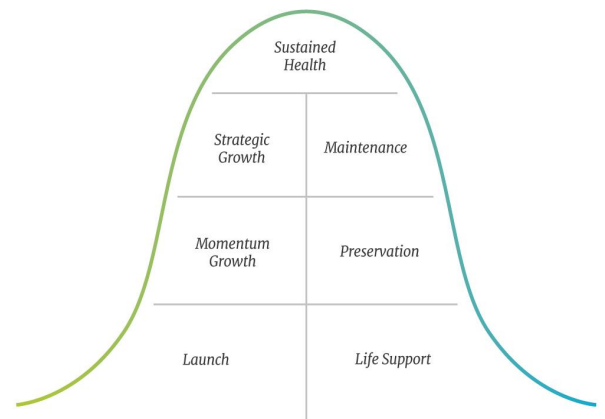 Sustained
Health
Strategic
Growth
Maintenance
Momentum
Growth
Preservation
Launch
Life Support